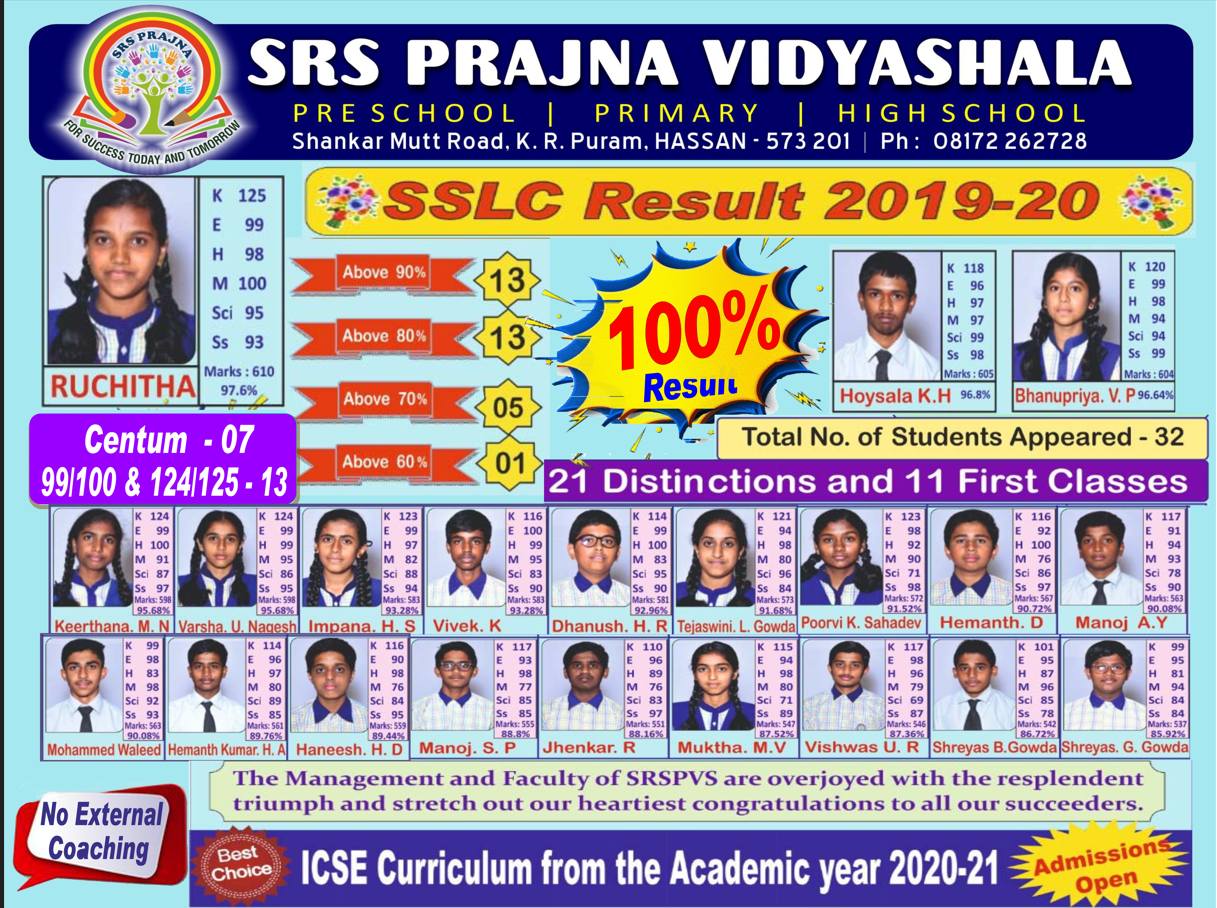 SRS PRAJNA
FOR SUCCESS TODAY AND TOMORROW
SRS PRAJNA VIDYASHALA
PRE SCHOOL | PRIMARY | HIGH SCHOOL
Shankar Mutt Road, K. R. Puram, HASSAN - 573 201 | Ph : 08172 262728
SSLC Result 2019-20
K 125
E 99
H 98
M 100
Sci 95
Ss 93
Marks : 610
97.6%
RUCHITHA
Above 90% 13
Above 80% 13
Above 70% 05
Above 60% 01
100%
Result
K 118
E 96
H 97
M 97
Sci 99
Ss 98
Marks : 605
Hoysala K.H 96.8%
K 120
E 99
H 98
M 94
Sci 94
Ss 99
Marks : 604
Bhanupriya. V. P 96.64%
Centum - 07
99/100 & 124/125 - 13
Total No. of Students Appeared - 32
21 Distinctions and 11 First Classes
K 124
E 99
H 100
M 91
Sci 87
Ss 97
Marks: 598
95.68%
Keerthana. M. N
K 124
E 99
H 99
M 95
Sci 86
Ss 95
Marks: 598
95.68%
Varsha. U. Nagesh
K 123
E 99
H 97
M 82
Sci 88
Ss 94
Marks: 583
93.28%
Impana. H. S
K 116
E 100
H 99
M 95
Sci 83
Ss 90
Marks: 583
93.28%
Vivek. K
K 114
E 99
H 100
M 83
Sci 95
Ss 90
Marks: 581
92.96%
Dhanush. H. R
K 121
E 94
H 98
M 80
Sci 96
Ss 84
Marks: 573
91.68%
Tejaswini. L. Gowda
K 123
E 98
H 92
M 90
Sci 71
Ss 98
Marks: 572
91.52%
Poorvi K. Sahadev
K 116
E 92
H 100
M 76
Sci 86
Ss 97
Marks: 567
90.72%
Hemanth. D
K 117
E 91
H 94
M 93
Sci 78
Ss 90
Marks: 563
90.08%
Manoj A.Y
K 99
E 98
H 83
M 98
Sci 92
Ss 93
Marks: 563
90.08%
Mohammed Waleed
K 114
E 96
H 97
M 80
Sci 89
Ss 85
Marks: 561
89.76%
Hemanth Kumar. H. A
K 116
E 90
H 98
M 76
Sci 84
Ss 95
Marks: 559
89.44%
Haneesh. H. D
K 117
E 93
H 98
M 77
Sci 85
Ss 85
Marks: 555
88.8%
Manoj. S. P
K 110
E 96
H 89
M 76
Sci 83
Ss 97
Marks: 551
88.16%
Jhenkar. R
K 115
E 94
H 98
M 80
Sci 71
Ss 89
Marks: 547
87.52%
Muktha. M.V
K 117
E 98
H 96
M 79
Sci 69
Ss 87
Marks: 546
87.36%
Vishwas U. R
K 101
E 95
H 87
M 96
Sci 85
Ss 78
Marks: 542
86.72%
Shreyas B.Gowda
K 99
E 95
H 81
M 94
Sci 84
Ss 84
Marks: 537
85.92%
Shreyas. G. Gowda
The Management and Faculty of SRSPVS are overjoyed with the resplendent
triumph and stretch out our heartiest congratulations to all our succeeders.
No External
Coaching
Best
Choice
ICSE Curriculum from the Academic year 2020-21
Admissions
Open